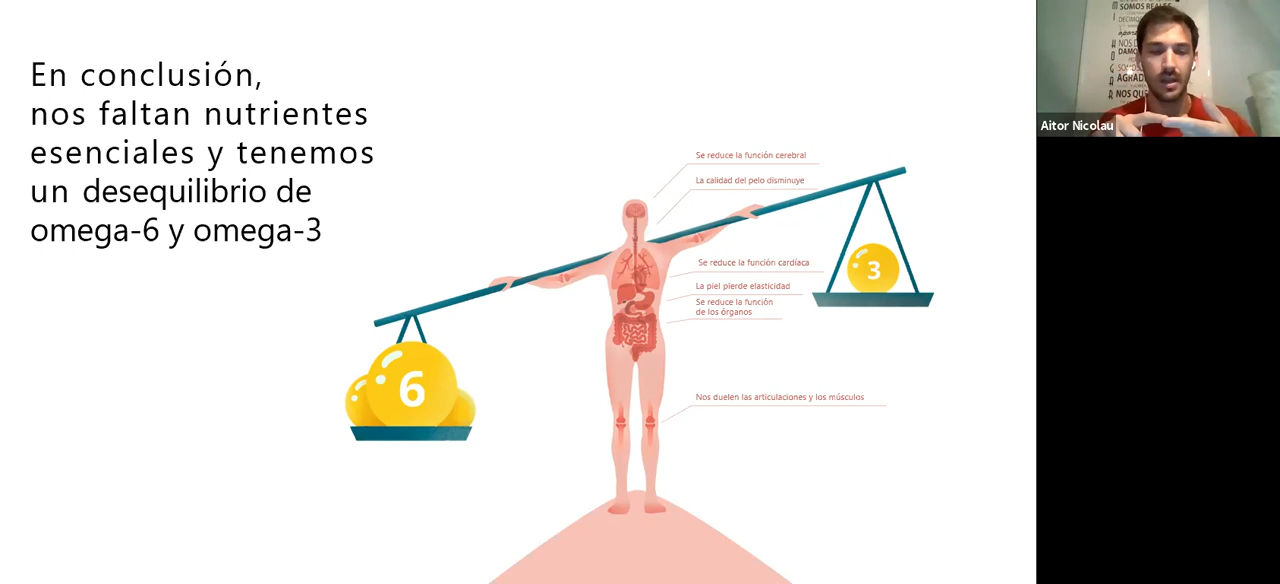 En conclusión,
nos faltan nutrientes
esenciales y tenemos
un desequilibrio de
omega-6 y omega-3
Se reduce la función cerebral
La calidad del pelo disminuye
Se reduce la función cardíaca
La piel pierde elasticidad
Se reduce la función
de los órganos
Nos duelen las articulaciones y los músculos
6
3
SOMOS REALES
Aitor Nicolau